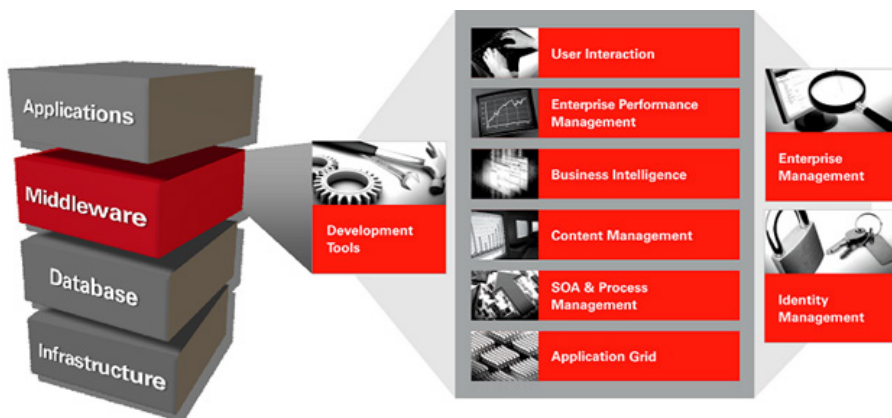 Applications
Middleware
Database
Infrastructure
Development
Tools
User Interaction
Enterprise Performance
Management
Business Intelligence
Content Management
SOA & Process
Management
Application Grid
Enterprise
Management
Identity
Management